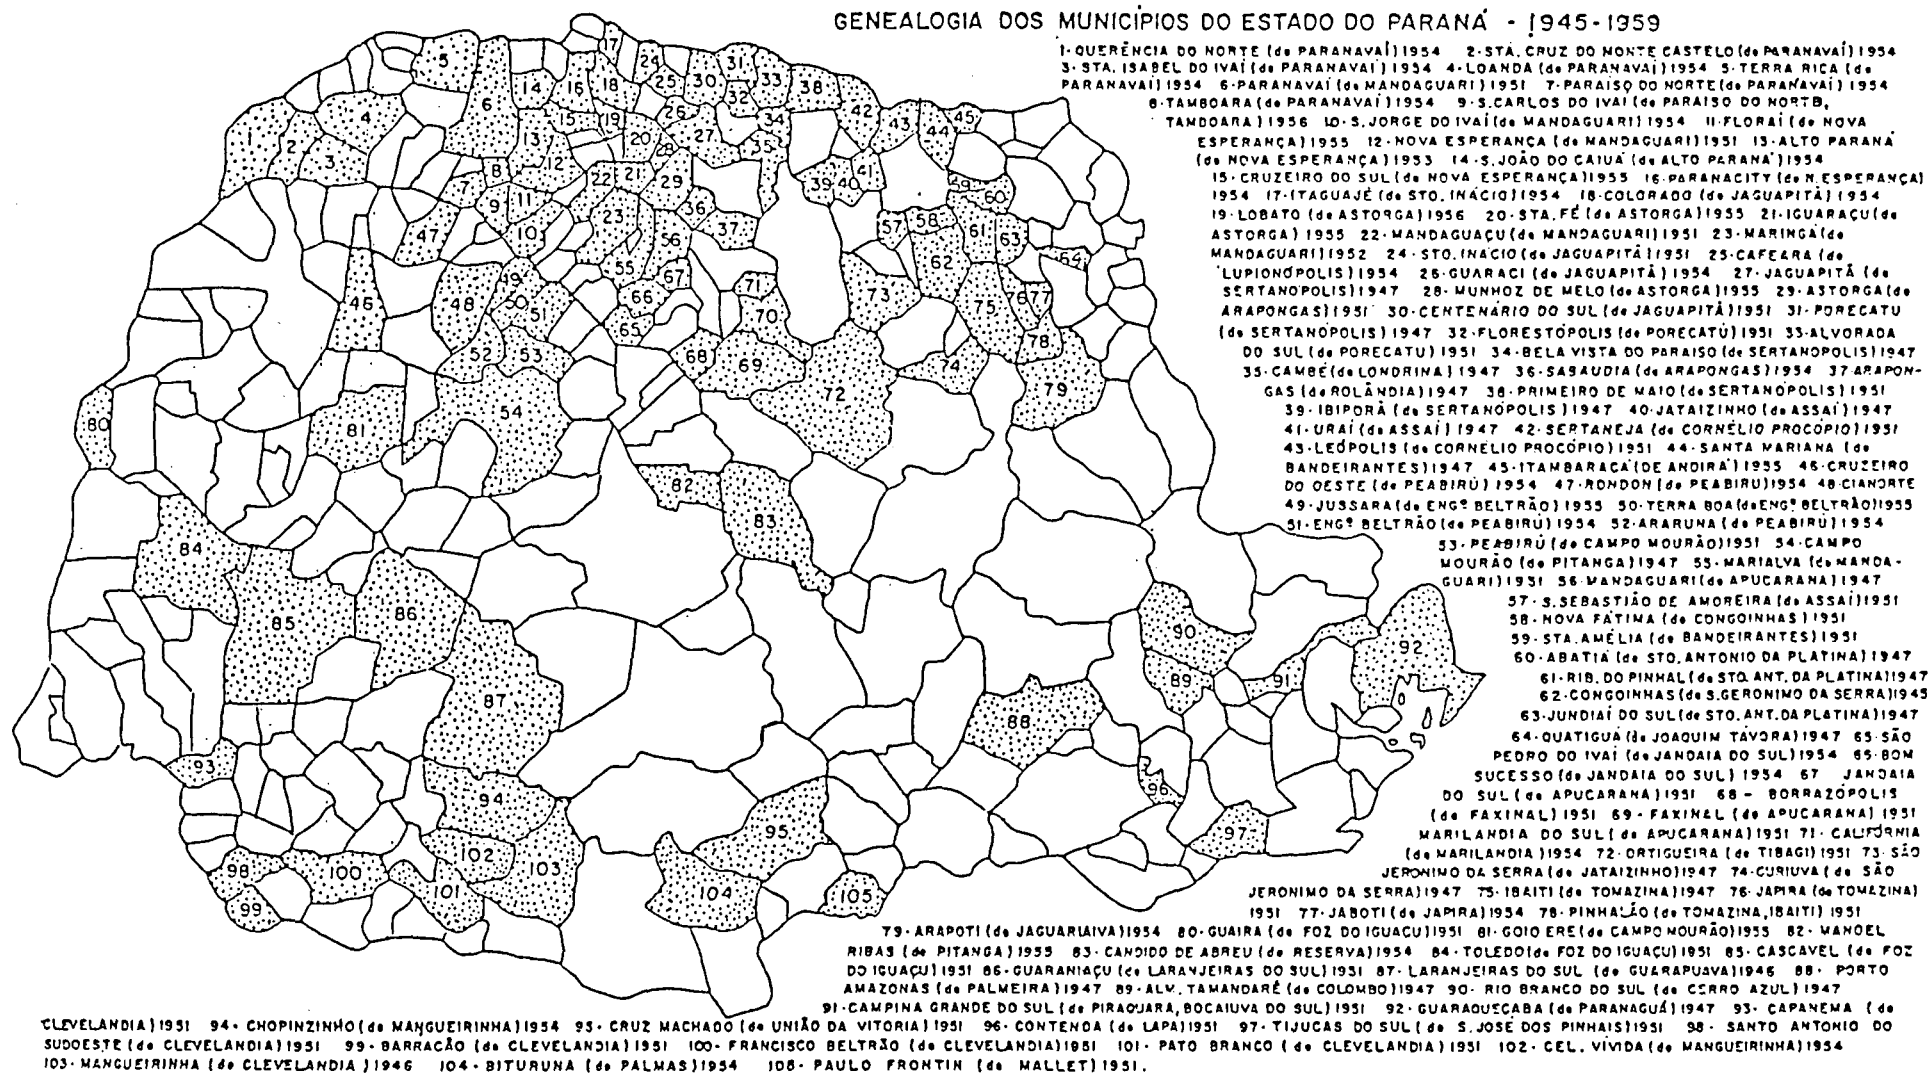 GENEALOGIA DOS MUNICÍPIOS DO ESTADO DO PARANÁ - 1945-1959
1-QUERÊNCIA DO NORTE (de PARANAVAÍ) 1954 2-STA. CRUZ DO MONTE CASTELO (de PARANAVAÍ) 1954
3-STA. ISABEL DO IVAÍ (de PARANAVAÍ) 1954 4-LOANDA (de PARANAVAÍ) 1954 5-TERRA RICA (de
PARANAVAÍ) 1954 6-PARANAVAÍ (de MANDAGUARI) 1951 7-PARAÍSO DO NORTE (de PARANAVAÍ) 1954
8-TAMBOARA (de PARANAVAÍ) 1954 9-S.CARLOS DO IVAÍ (de PARAISO DO NORTE,
TAMBOARA) 1956 10-S. JORGE DO IVAÍ (de MANDAGUARI) 1954 11-FLORAÍ (de NOVA
ESPERANÇA) 1955 12-NOVA ESPERANÇA (de MANDAGUARI) 1951 13-ALTO PARANÁ
(de NOVA ESPERANÇA) 1953 14-S. JOÃO DO CAIUÁ (de ALTO PARANÁ) 1954
15-CRUZEIRO DO SUL (de NOVA ESPERANÇA) 1955 16-PARANACITY (de N. ESPERANÇA)
1954 17-ITAGUAJÉ (de STO. INÁCIO) 1954 18-COLORADO (de JAGUAPITÃ) 1954
19-LOBATO (de ASTORGA) 1956 20-STA. FÉ (de ASTORGA) 1955 21-IGUARAÇU (de
ASTORGA) 1955 22-MANDAGUAÇU (de MANDAGUARI) 1951 23-MARINGÁ (de
MANDAGUARI) 1952 24-STO. INÁCIO (de JAGUAPITÃ) 1951 25-CAFEARA (de
LUPIONÓPOLIS) 1954 26-GUARACI (de JAGUAPITÃ) 1954 27-JAGUAPITÃ (de
SERTANÓPOLIS) 1947 28-MUNHOZ DE MELO (de ASTORGA) 1955 29-ASTORGA (de
ARAPONGAS) 1951 30-CENTENÁRIO DO SUL (de JAGUAPITÃ) 1951 31-PORECATU
(de SERTANÓPOLIS) 1947 32-FLORESTÓPOLIS (de PORECATÚ) 1951 33-ALVORADA
DO SUL (de PORECATU) 1951 34-BELA VISTA DO PARAISO (de SERTANOPOLIS) 1947
35-CAMBÉ (de LONDRINA) 1947 36-SABAUDIA (de ARAPONGAS) 1954 37-ARAPON-
GAS (de ROLÂNDIA) 1947 38-PRIMEIRO DE MAIO (de SERTANÓPOLIS) 1951
39-IBIPORÃ (de SERTANÓPOLIS) 1947 40-JATAIZINHO (de ASSAÍ) 1947
41-URAÍ (de ASSAÍ) 1947 42-SERTANEJA (de CORNÉLIO PROCÓPIO) 1951
43-LEÓPOLIS (de CORNÉLIO PROCÓPIO) 1951 44-SANTA MARIANA (de
BANDEIRANTES) 1947 45-ITAMBARACÁ (DE ANDIRÁ) 1955 46-CRUZEIRO
DO OESTE (de PEABIRÚ) 1954 47-RONDON (de PEABIRÚ) 1954 48-CIANORTE
49-JUSSARA (de ENGº BELTRÃO) 1955 50-TERRA BOA (de ENGº BELTRÃO) 1955
51-ENGº BELTRÃO (de PEABIRÚ) 1954 52-ARARUNA (de PEABIRÚ) 1954
53-PEABIRÚ (de CAMPO MOURÃO) 1951 54-CAMPO
MOURÃO (de PITANGA) 1947 55-MARIALVA (de MANDA-
GUARI) 1951 56-MANDAGUARI (de APUCARANA) 1947
57-S.SEBASTIÃO DE AMOREIRA (de ASSAÍ) 1951
58-NOVA FÁTIMA (de CONGOINHAS) 1951
59-STA. AMÉLIA (de BANDEIRANTES) 1951
60-ABATIÁ (de STO. ANTONIO DA PLATINA) 1947
61-RIB. DO PINHAL (de STO. ANT. DA PLATINA) 1947
62-CONGOINHAS (de S.GERONIMO DA SERRA) 1945
63-JUNDIAÍ DO SUL (de STO. ANT. DA PLATINA) 1947
64-QUATIGUÁ (de JOAQUIM TÁVORA) 1947 65-SÃO
PEDRO DO IVAÍ (de JANDAIA DO SUL) 1954 65-BOM
SUCESSO (de JANDAIA DO SUL) 1954 67 JANDAIA
DO SUL (de APUCARANA) 1951 68- BORRAZÓPOLIS
(de FAXINAL) 1951 69-FAXINAL (de APUCARANA) 1951
MARILANDIA DO SUL (de APUCARANA) 1951 71-CALIFÓRNIA
(de MARILANDIA) 1954 72-ORTIGUEIRA (de TIBAGI) 1951 73-SÃO
JERONIMO DA SERRA (de JATAIZINHO) 1947 74-CURIUVA (de SÃO
JERONIMO DA SERRA) 1947 75-IBAITI (de TOMAZINA) 1947 76-JAPIRA (de TOMAZINA)
1951 77-JABOTI (de JAPIRA) 1954 78-PINHALÃO (de TOMAZINA, IBAITI) 1951
79-ARAPOTI (de JAGUARIAIVA) 1954 80-GUAIRA (de FOZ DO IGUAÇU) 1951 81-GOIO ERE (de CAMPO MOURÃO) 1955 82-MANOEL
RIBAS (de PITANGA) 1955 83-CANDIDO DE ABREU (de RESERVA) 1954 84-TOLEDO (de FOZ DO IGUAÇU) 1951 85-CASCAVEL (de FOZ
DO IGUAÇU) 1951 86-GUARANIAÇU (de LARANJEIRAS DO SUL) 1951 87-LARANJEIRAS DO SUL (de GUARAPUAVA) 1946 88-PORTO
AMAZONAS (de PALMEIRA) 1947 89-ALM. TAMANDARÉ (de COLOMBO) 1947 90-RIO BRANCO DO SUL (de CERRO AZUL) 1947
91-CAMPINA GRANDE DO SUL (de PIRAQUARA, BOCAIUVA DO SUL) 1951 92-GUARAQUEÇABA (de PARANAGUÁ) 1947 93-CAPANEMA (de
CLEVELANDIA) 1951 94-CHOPINZINHO (de MANGUEIRINHA) 1954 95-CRUZ MACHADO (de UNIÃO DA VITORIA) 1951 96-CONTENDA (de LAPA) 1951 97-TIJUCAS DO SUL (de S.JOSÉ DOS PINHAIS) 1951 98-SANTO ANTONIO DO
SUDOESTE (de CLEVELANDIA) 1951 99-BARRACÃO (de CLEVELANDIA) 1951 100-FRANCISCO BELTRÃO (de CLEVELANDIA) 1951 101-PATO BRANCO (de CLEVELANDIA) 1951 102-CEL. VÍVIDA (de MANGUEIRINHA) 1954
103-MANGUEIRINHA (de CLEVELANDIA) 1946 104-BITURUNA (de PALMAS) 1954 105-PAULO FRONTIN (de MALLET) 1951.